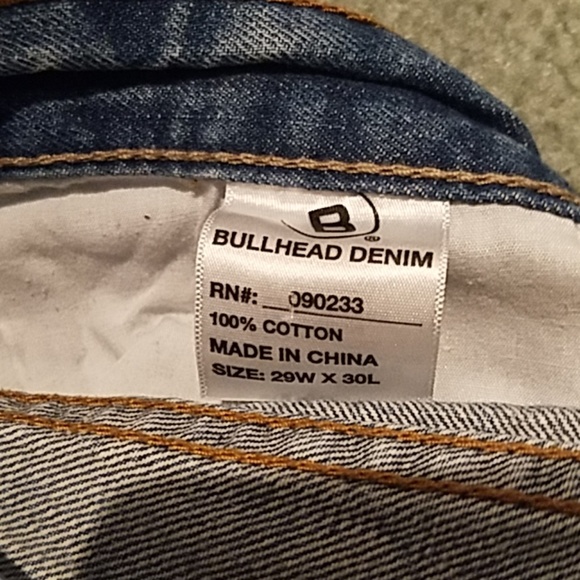 B
®
BULLHEAD DENIM
RN#: 090233
100% COTTON
MADE IN CHINA
SIZE: 29W X 30L